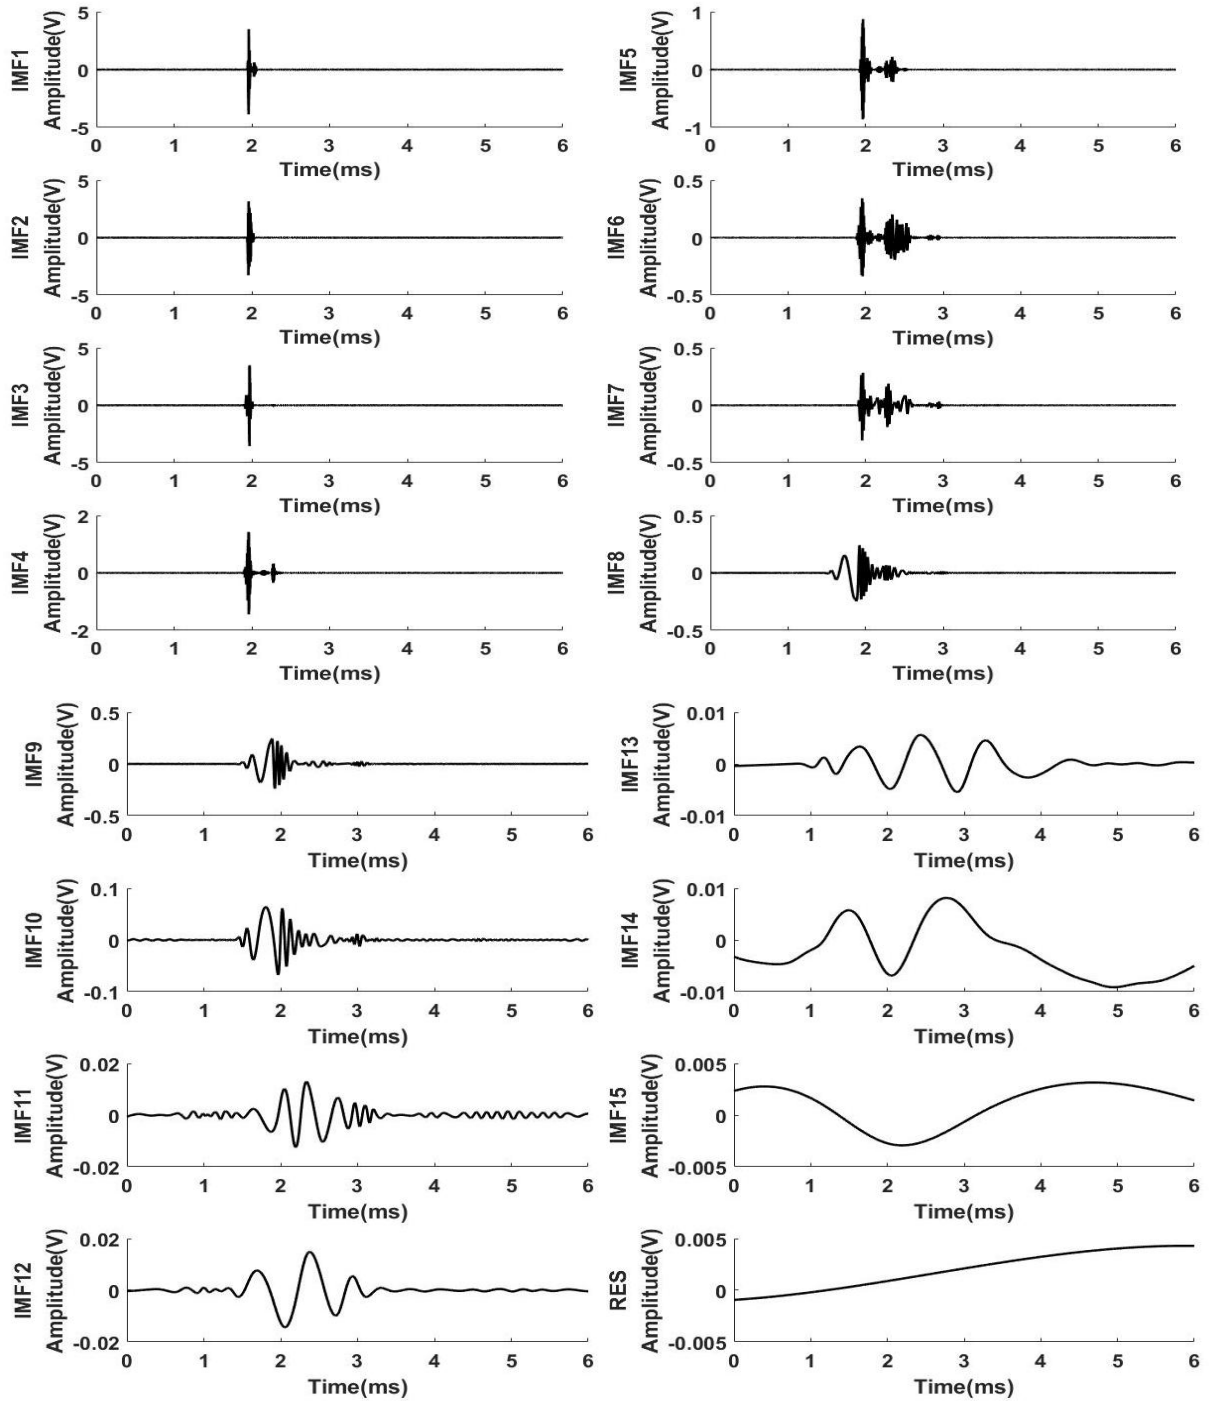 IMF1
Amplitude(V)
5
0
-5
0 1 2 3 4 5 6
Time(ms)
IMF2
Amplitude(V)
5
0
-5
0 1 2 3 4 5 6
Time(ms)
IMF3
Amplitude(V)
5
0
-5
0 1 2 3 4 5 6
Time(ms)
IMF4
Amplitude(V)
2
0
-2
0 1 2 3 4 5 6
Time(ms)
IMF5
Amplitude(V)
1
0
-1
0 1 2 3 4 5 6
Time(ms)
IMF6
Amplitude(V)
0.5
0
-0.5
0 1 2 3 4 5 6
Time(ms)
IMF7
Amplitude(V)
0.5
0
-0.5
0 1 2 3 4 5 6
Time(ms)
IMF8
Amplitude(V)
0.5
0
-0.5
0 1 2 3 4 5 6
Time(ms)
IMF9
Amplitude(V)
0.5
0
-0.5
0 1 2 3 4 5 6
Time(ms)
IMF10
Amplitude(V)
0.1
0
-0.1
0 1 2 3 4 5 6
Time(ms)
IMF11
Amplitude(V)
0.02
0
-0.02
0 1 2 3 4 5 6
Time(ms)
IMF12
Amplitude(V)
0.02
0
-0.02
0 1 2 3 4 5 6
Time(ms)
IMF13
Amplitude(V)
0.01
0
-0.01
0 1 2 3 4 5 6
Time(ms)
IMF14
Amplitude(V)
0.01
0
-0.01
0 1 2 3 4 5 6
Time(ms)
IMF15
Amplitude(V)
0.005
0
-0.005
0 1 2 3 4 5 6
Time(ms)
RES
Amplitude(V)
0.005
0
-0.005
0 1 2 3 4 5 6
Time(ms)